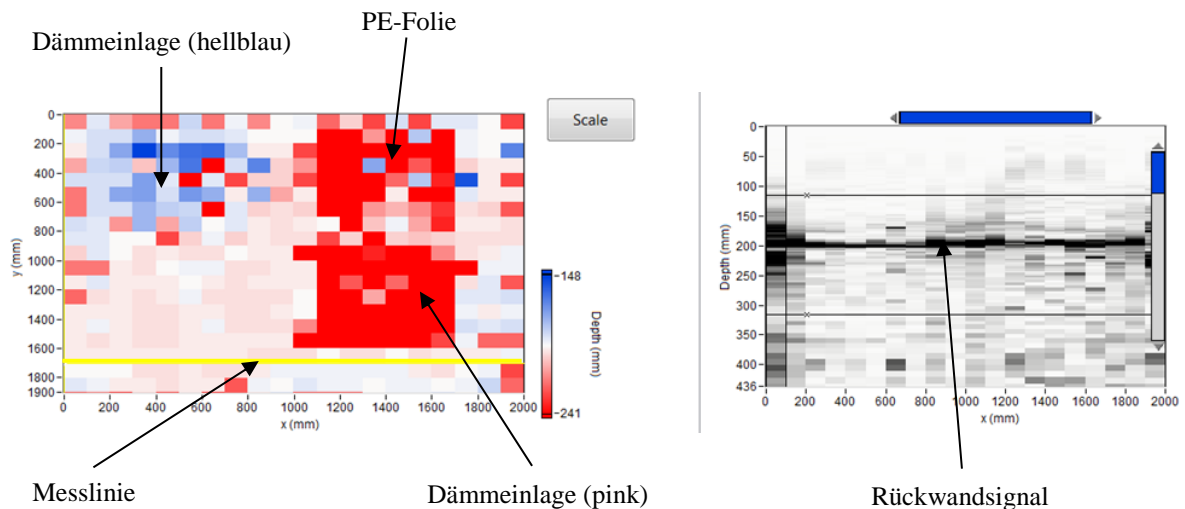 PE-Folie
Dämmeinlage (hellblau)
Scale
0
200
400
600
800
1000
1200
1400
1600
1800
1900
y (mm)
0 200 400 600 800 1000 1200 1400 1600 1800 2000
x (mm)
148
241
Depth (mm)
0
50
100
150
200
250
300
350
400
436
Depth (mm)
0 200 400 600 800 1000 1200 1400 1600 2000
x (mm)
Messlinie
Dämmeinlage (pink)
Rückwandsignal